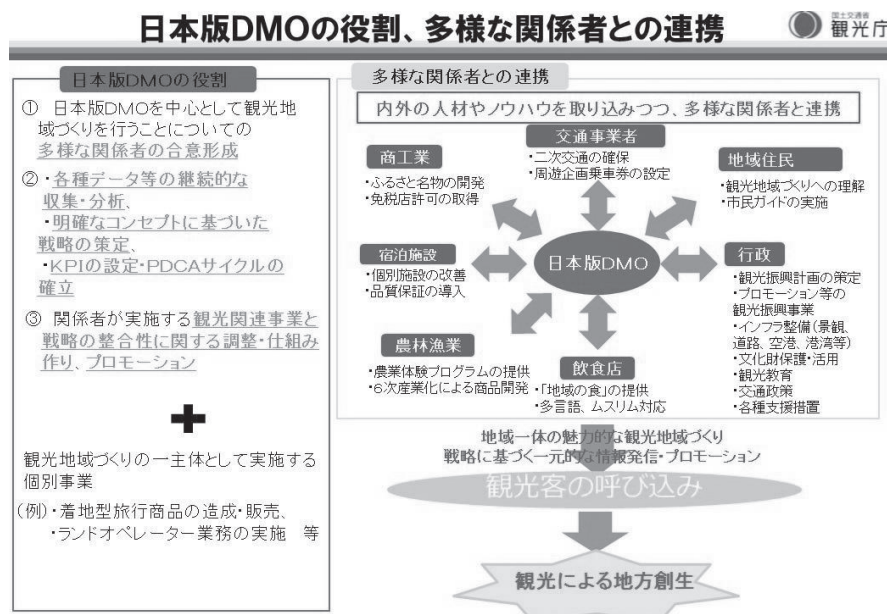 日本版DMOの役割、多様な関係者との連携
国土交通省
観光庁
日本版DMOの役割
① 日本版DMOを中心として観光地
域づくりを行うことについての
多様な関係者の合意形成
②・各種データ等の継続的な
収集・分析、
・明確なコンセプトに基づいた
戦略の策定、
・KPIの設定・PDCAサイクルの
確立
③ 関係者が実施する観光関連事業と
戦略の整合性に関する調整・仕組み
作り、プロモーション
+
観光地域づくりの一主体として実施する
個別事業
(例)・着地型旅行商品の造成・販売、
・ランドオペレーター業務の実施 等
多様な関係者との連携
内外の人材やノウハウを取り込みつつ、多様な関係者と連携
交通事業者
・二次交通の確保
・周遊企画乗車券の設定
商工業
・ふるさと名物の開発
・免税店許可の取得
地域住民
・観光地域づくりへの理解
・市民ガイドの実施
宿泊施設
・個別施設の改善
・品質保証の導入
日本版DMO
行政
・観光振興計画の策定
・プロモーション等の
観光振興事業
・インフラ整備(景観、
道路、空港、港湾等)
・文化財保護・活用
・観光教育
・交通政策
・各種支援措置
農林漁業
・農業体験プログラムの提供
・6次産業化による商品開発
飲食店
・「地域の食」の提供
・多言語、ムスリム対応
地域一体の魅力的な観光地域づくり
戦略に基づく一元的な情報発信・プロモーション
観光客の呼び込み
観光による地方創生